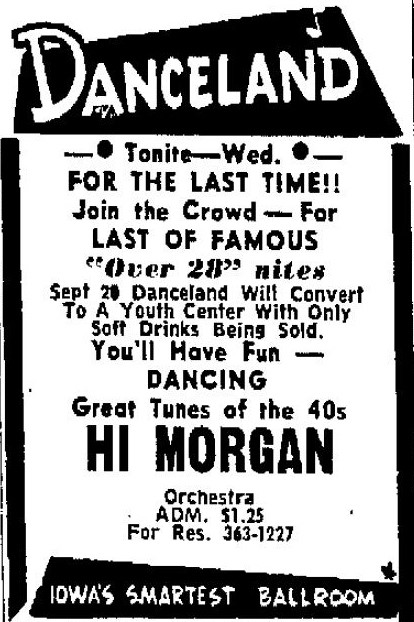 DANCELAND
—● Tonite—Wed. ●—
FOR THE LAST TIME!!
Join the Crowd — For
LAST OF FAMOUS
"Over 28" nites
Sept 20 Danceland Will Convert
To A Youth Center With Only
Soft Drinks Being Sold.
You'll Have Fun —
DANCING
Great Tunes of the 40s
HI MORGAN
Orchestra
ADM. $1.25
For Res. 363-1227
IOWA'S SMARTEST BALLROOM